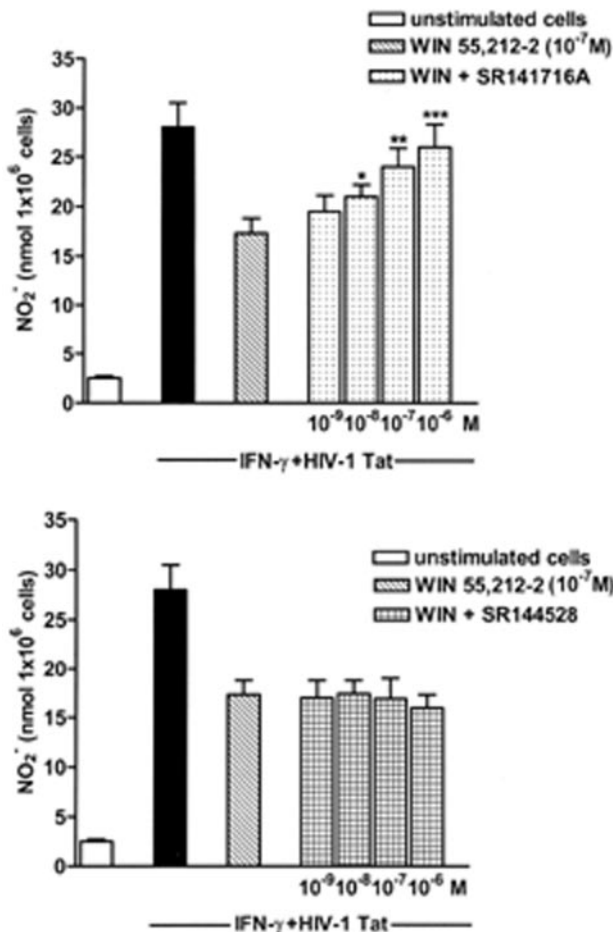 unstimulated cells
WIN 55,212-2 (10⁻⁷M)
WIN + SR141716A
NO₂⁻ (nmol 1x10⁶ cells)
35
30
25
20
15
10
5
0
*
**
***
10⁻⁹ 10⁻⁸ 10⁻⁷ 10⁻⁶ M
IFN-γ+HIV-1 Tat
unstimulated cells
WIN 55,212-2 (10⁻⁷M)
WIN + SR144528
NO₂⁻ (nmol 1x10⁶ cells)
35
30
25
20
15
10
5
0
10⁻⁹ 10⁻⁸ 10⁻⁷ 10⁻⁶ M
IFN-γ+HIV-1 Tat